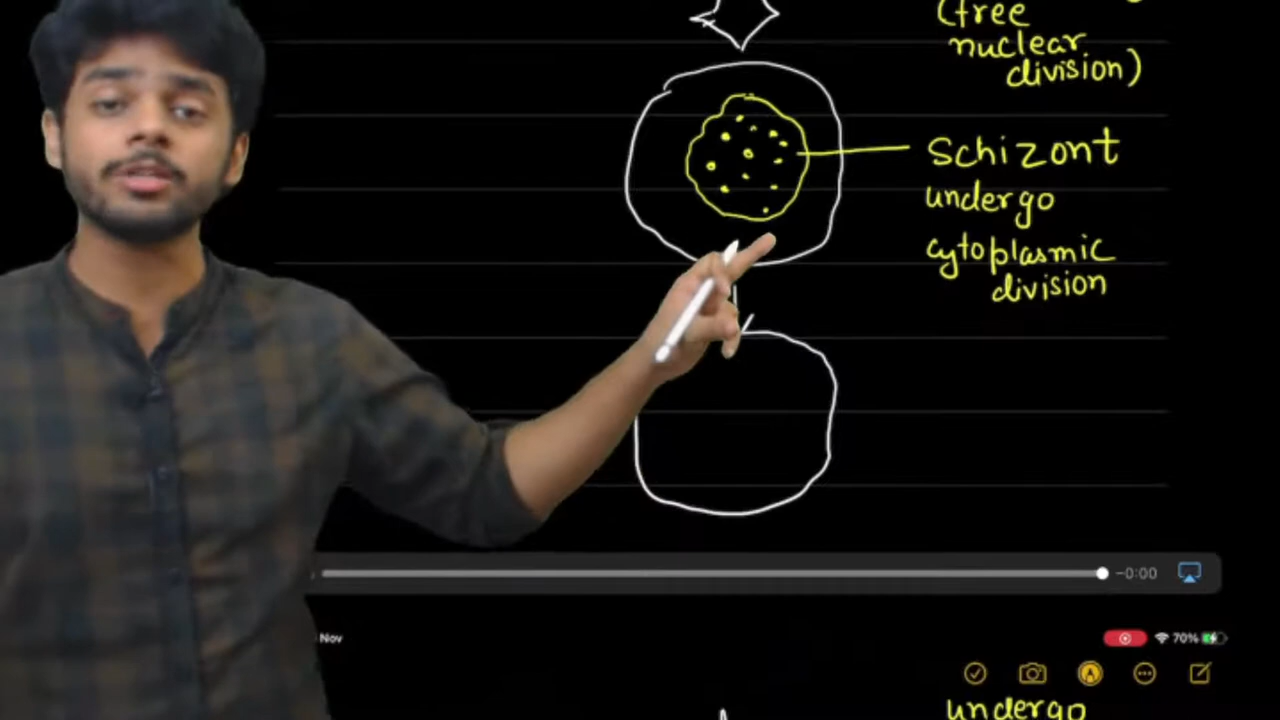 (free
nuclear
division)
Schizont
undergo
cytoplasmic
division
-0:00
Nov
70%
undergo